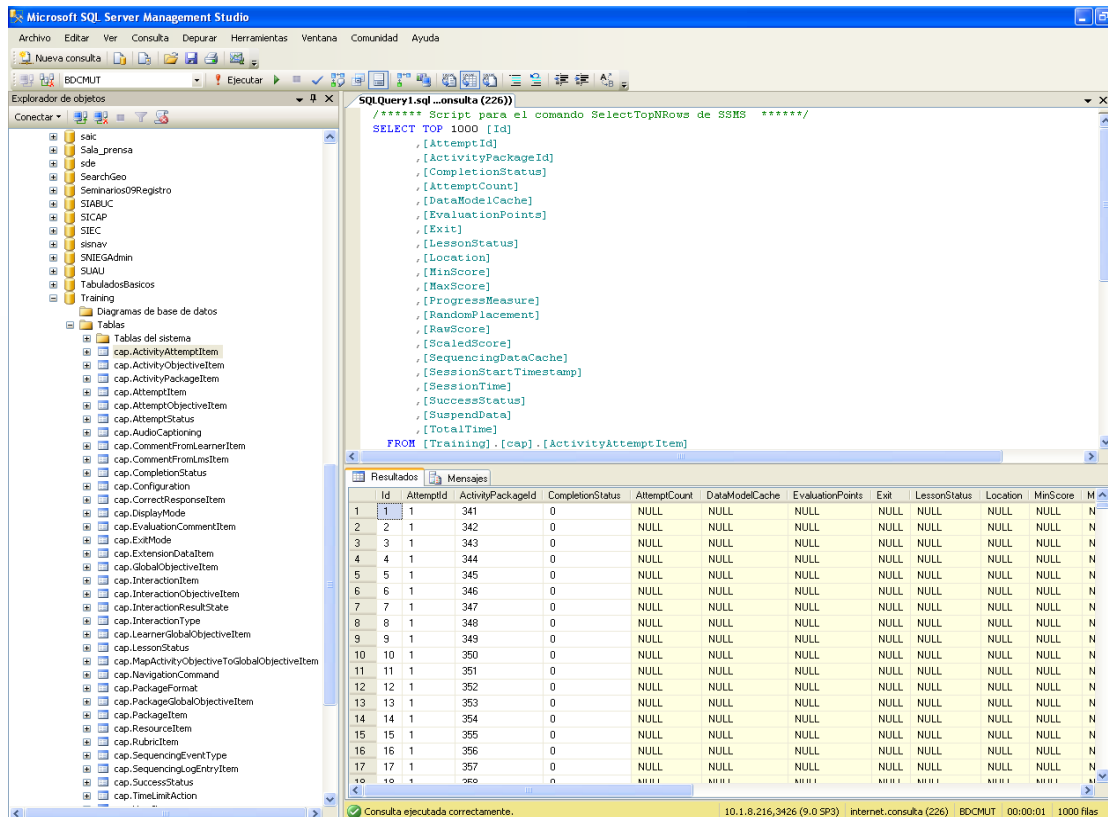 Microsoft SQL Server Management Studio
Archivo Editar Ver Consulta Depurar Herramientas Ventana Comunidad Ayuda
Nueva consulta
BDCMUT Ejecutar
Explorador de objetos
Conectar
saic
Sala_prensa
sde
SearchGeo
Seminarios09Registro
SIABUC
SICAP
SIEC
sisnav
SNIEGAdmin
SUAU
TabuladosBasicos
Training
Diagramas de base de datos
Tablas
Tablas del sistema
cap.ActivityAttemptItem
cap.ActivityObjectiveItem
cap.ActivityPackageItem
cap.AttemptItem
cap.AttemptObjectiveItem
cap.AttemptStatus
cap.AudioCaptioning
cap.CommentFromLearnerItem
cap.CommentFromLmsItem
cap.CompletionStatus
cap.Configuration
cap.CorrectResponseItem
cap.DisplayMode
cap.EvaluationCommentItem
cap.ExitMode
cap.ExtensionDataItem
cap.GlobalObjectiveItem
cap.InteractionItem
cap.InteractionObjectiveItem
cap.InteractionResultState
cap.InteractionType
cap.LearnerGlobalObjectiveItem
cap.LessonStatus
cap.MapActivityObjectiveToGlobalObjectiveItem
cap.NavigationCommand
cap.PackageFormat
cap.PackageGlobalObjectiveItem
cap.PackageItem
cap.ResourceItem
cap.RubricItem
cap.SequencingEventType
cap.SequencingLogEntryItem
cap.SuccessStatus
cap.TimeLimitAction
SQLQuery1.sql ...onsulta (226))
/****** Script para el comando SelectTopNRows de SSMS ******/
SELECT TOP 1000 [Id]
,[AttemptId]
,[ActivityPackageId]
,[CompletionStatus]
,[AttemptCount]
,[DataModelCache]
,[EvaluationPoints]
,[Exit]
,[LessonStatus]
,[Location]
,[MinScore]
,[MaxScore]
,[ProgressMeasure]
,[RandomPlacement]
,[RawScore]
,[ScaledScore]
,[SequencingDataCache]
,[SessionStartTimestamp]
,[SessionTime]
,[SuccessStatus]
,[SuspendData]
,[TotalTime]
FROM [Training].[cap].[ActivityAttemptItem]
Resultados Mensajes
Id AttemptId ActivityPackageId CompletionStatus AttemptCount DataModelCache EvaluationPoints Exit LessonStatus Location MinScore M
1 1 1 341 0 NULL NULL NULL NULL NULL NULL NULL N
2 2 1 342 0 NULL NULL NULL NULL NULL NULL NULL N
3 3 1 343 0 NULL NULL NULL NULL NULL NULL NULL N
4 4 1 344 0 NULL NULL NULL NULL NULL NULL NULL N
5 5 1 345 0 NULL NULL NULL NULL NULL NULL NULL N
6 6 1 346 0 NULL NULL NULL NULL NULL NULL NULL N
7 7 1 347 0 NULL NULL NULL NULL NULL NULL NULL N
8 8 1 348 0 NULL NULL NULL NULL NULL NULL NULL N
9 9 1 349 0 NULL NULL NULL NULL NULL NULL NULL N
10 10 1 350 0 NULL NULL NULL NULL NULL NULL NULL N
11 11 1 351 0 NULL NULL NULL NULL NULL NULL NULL N
12 12 1 352 0 NULL NULL NULL NULL NULL NULL NULL N
13 13 1 353 0 NULL NULL NULL NULL NULL NULL NULL N
14 14 1 354 0 NULL NULL NULL NULL NULL NULL NULL N
15 15 1 355 0 NULL NULL NULL NULL NULL NULL NULL N
16 16 1 356 0 NULL NULL NULL NULL NULL NULL NULL N
17 17 1 357 0 NULL NULL NULL NULL NULL NULL NULL N
Consulta ejecutada correctamente. 10.1.8.216,3426 (9.0 SP3) internet.consulta (226) BDCMUT 00:00:01 1000 filas